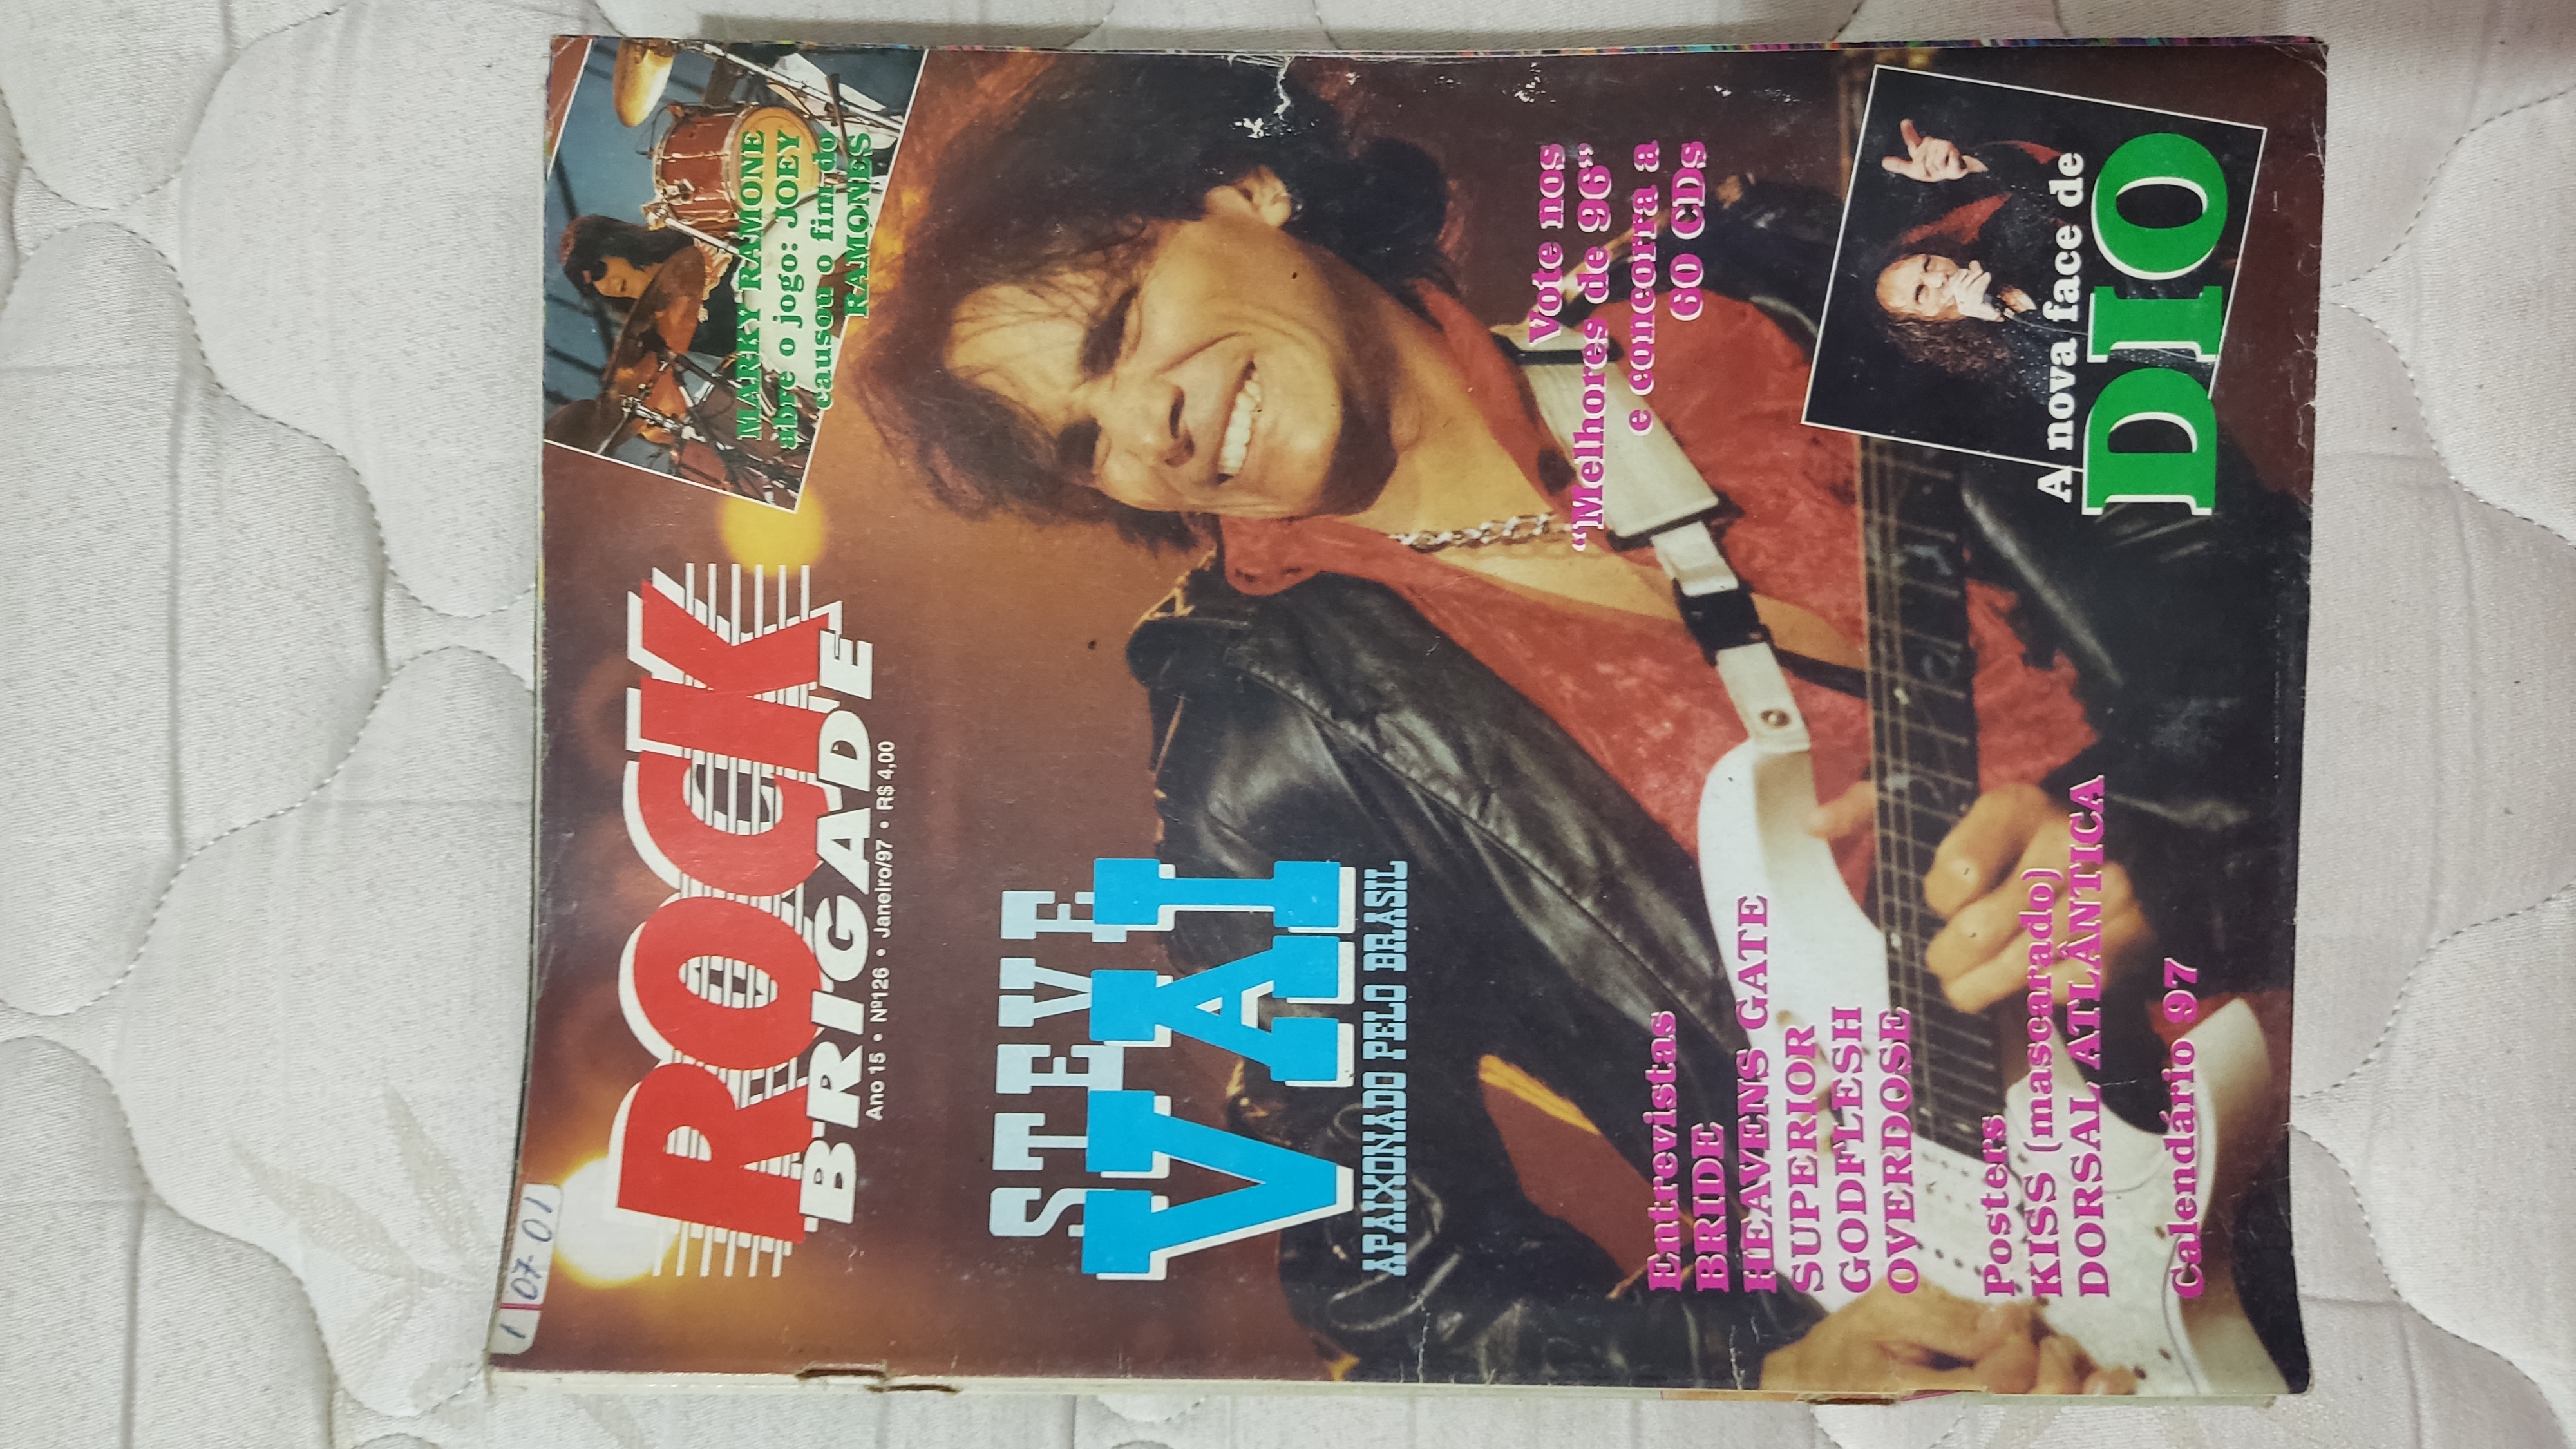 1 07-01
ROCK
BRIGADE
Ano 15 • Nº126 • Janeiro/97 • R$ 4,00
MARKY RAMONE
abre o jogo: JOEY
causou o fim do
RAMONES
STEVE
VAI
APAIXONADO PELO BRASIL
Vote nos
“Melhores de 96”
e concorra a
60 CDs
Entrevistas
BRIDE
HEAVENS GATE
SUPERIOR
GODFLESH
OVERDOSE
Posters
KISS (mascarado)
DORSAL ATLÂNTICA
Calendário 97
A nova face de
DIO